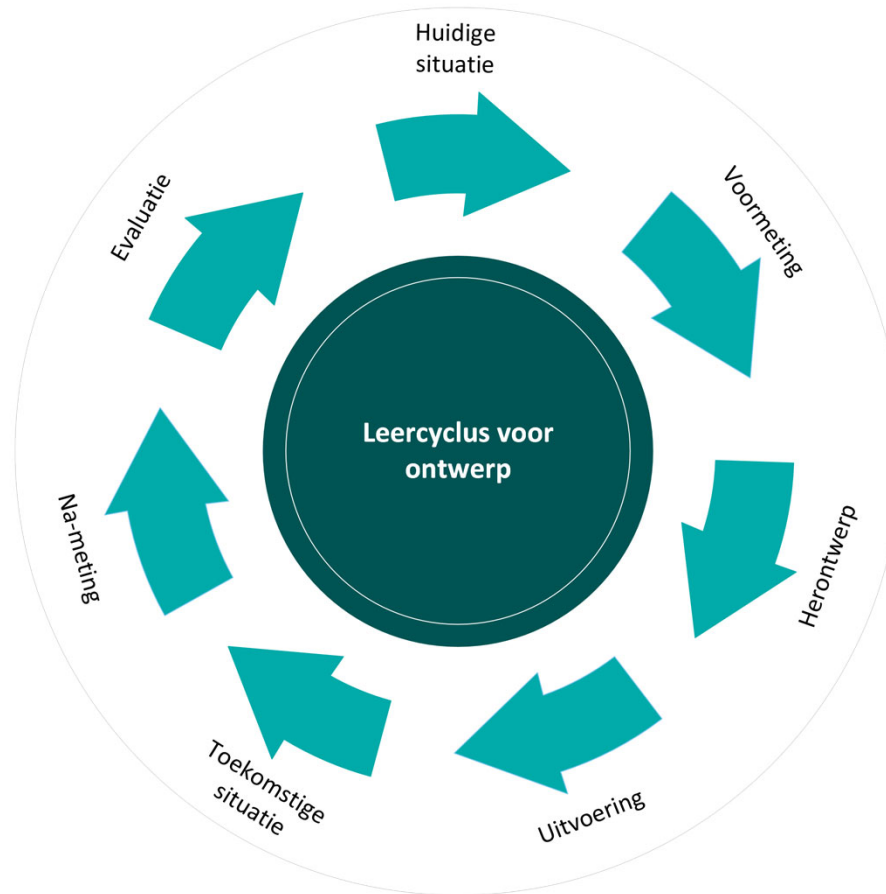 Huidige
situatie
Voormeting
Herontwerp
Uitvoering
Toekomstige
situatie
Na-meting
Evaluatie
Leercyclus voor
ontwerp